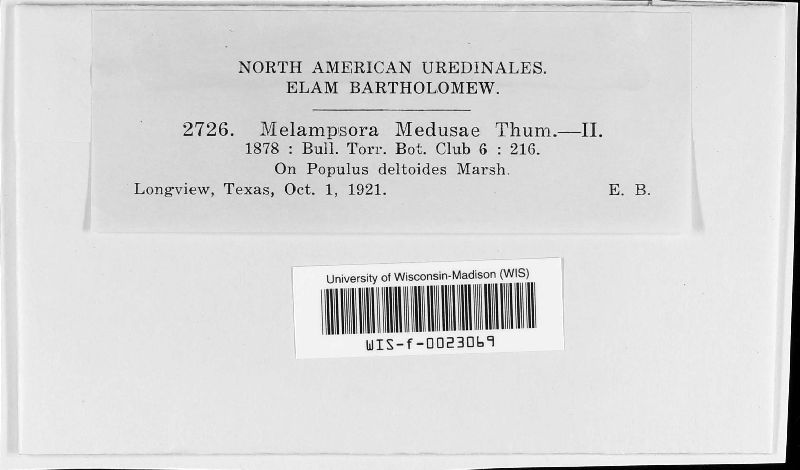 NORTH AMERICAN UREDINALES.
ELAM BARTHOLOMEW.
2726. Melampsora Medusae Thum.—II.
1878 : Bull. Torr. Bot. Club 6 : 216.
On Populus deltoides Marsh.
Longview, Texas, Oct. 1, 1921. E. B.
University of Wisconsin-Madison (WIS)
WIS-f-0023069